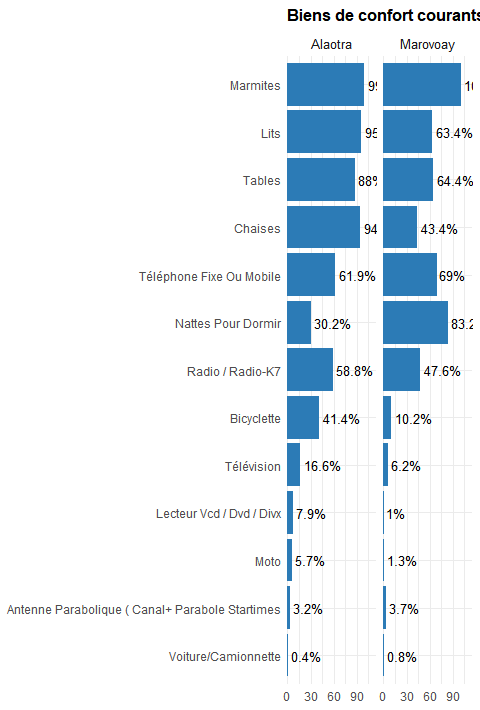 Biens de confort courants
Alaotra Marovoay
Marmites
Lits 63.4%
Tables 88% 64.4%
Chaises 94 43.4%
Téléphone Fixe Ou Mobile 61.9% 69%
Nattes Pour Dormir 30.2% 83.2
Radio / Radio-K7 58.8% 47.6%
Bicyclette 41.4% 10.2%
Télévision 16.6% 6.2%
Lecteur Vcd / Dvd / Divx 7.9% 1%
Moto 5.7% 1.3%
Antenne Parabolique ( Canal+ Parabole Startimes 3.2% 3.7%
Voiture/Camionnette 0.4% 0.8%
0 30 60 90 0 30 60 90